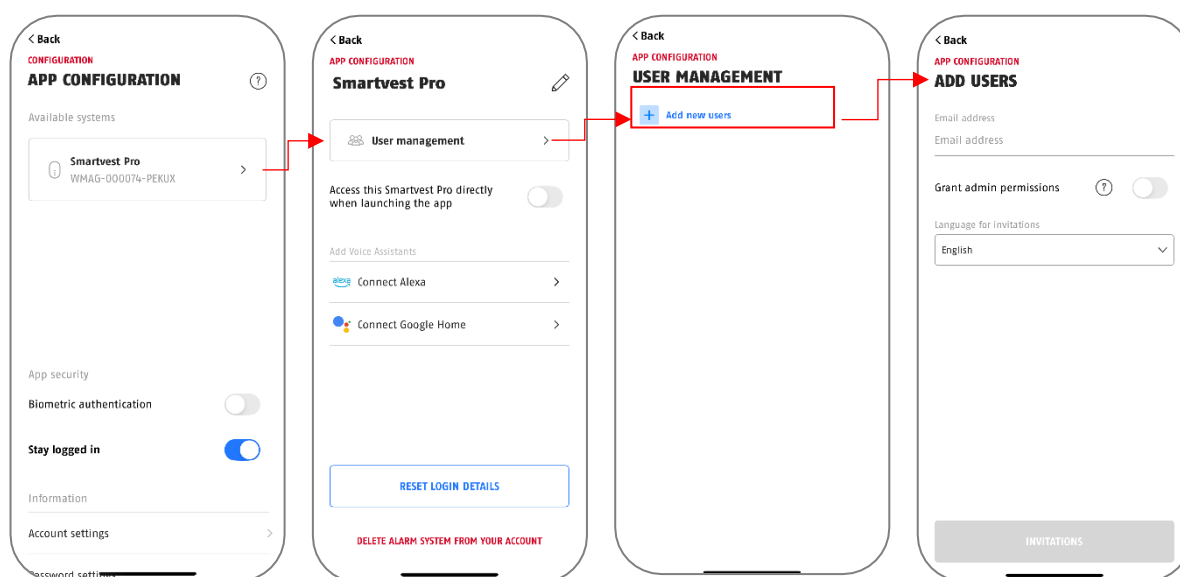 < Back
CONFIGURATION
APP CONFIGURATION
?
Available systems
Smartvest Pro
WMAG-000074-PEKUX
App security
Biometric authentication
Stay logged in
Information
Account settings
Password settings
< Back
APP CONFIGURATION
Smartvest Pro
User management
Access this Smartvest Pro directly
when launching the app
Add Voice Assistants
alexa Connect Alexa
Connect Google Home
RESET LOGIN DETAILS
DELETE ALARM SYSTEM FROM YOUR ACCOUNT
< Back
APP CONFIGURATION
USER MANAGEMENT
+ Add new users
< Back
APP CONFIGURATION
ADD USERS
Email address
Email address
Grant admin permissions ?
Language for invitations
English
INVITATIONS